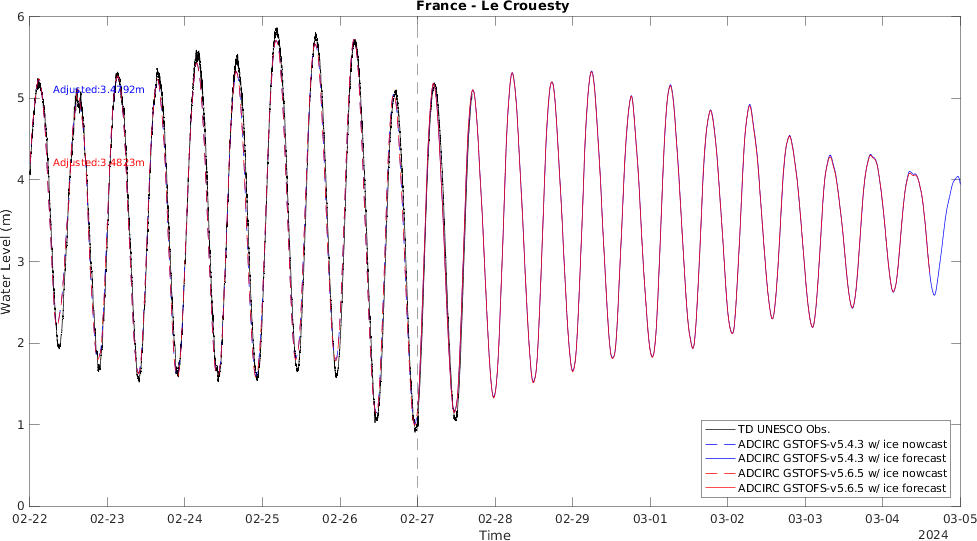 France - Le Crouesty
6
5
4
3
2
1
0
Water Level (m)
Adjusted:3.4792m
Adjusted:3.4823m
TD UNESCO Obs.
ADCIRC GSTOFS-v5.4.3 w/ ice nowcast
ADCIRC GSTOFS-v5.4.3 w/ ice forecast
ADCIRC GSTOFS-v5.6.5 w/ ice nowcast
ADCIRC GSTOFS-v5.6.5 w/ ice forecast
02-22 02-23 02-24 02-25 02-26 02-27 02-28 02-29 03-01 03-02 03-03 03-04 03-05
Time
2024